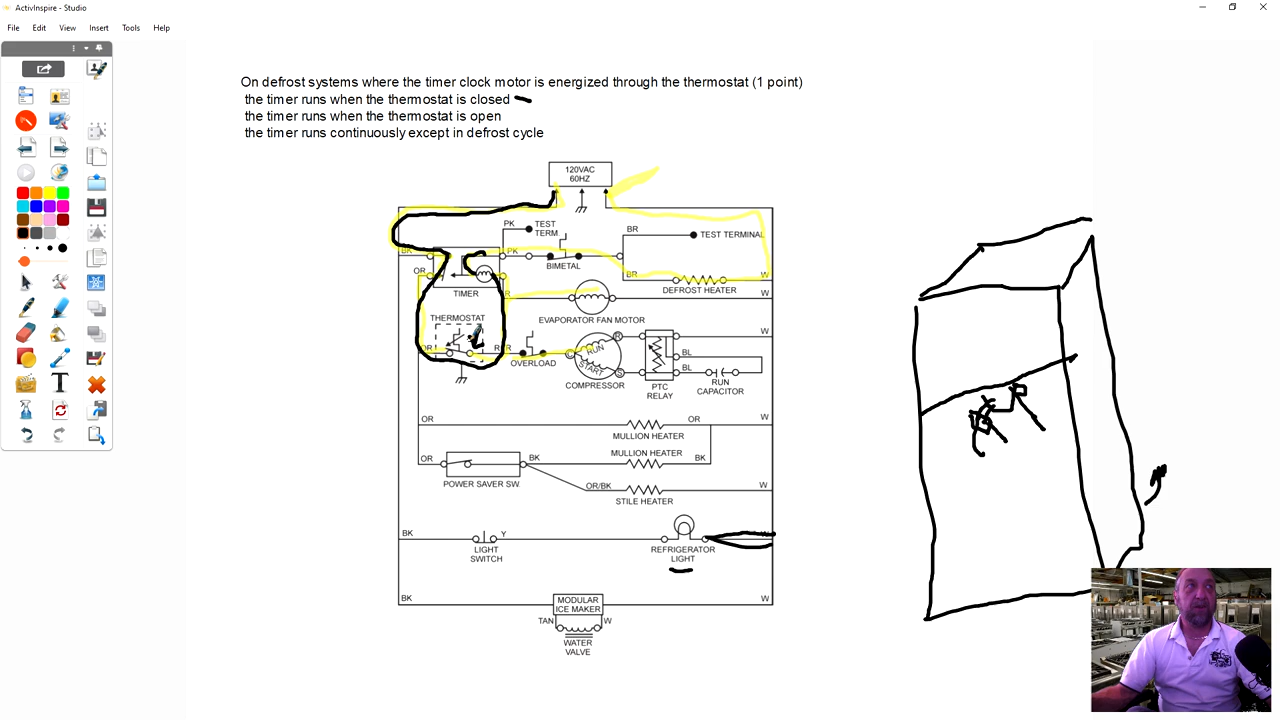 ActivInspire - Studio
File Edit View Insert Tools Help
On defrost systems where the timer clock motor is energized through the thermostat (1 point)
the timer runs when the thermostat is closed
the timer runs when the thermostat is open
the timer runs continuously except in defrost cycle
120VAC
60HZ
PK
TEST
TERM.
BR
TEST TERMINAL
BK
PK
BIMETAL
OR
BR
W
TIMER
DEFROST HEATER
R
W
EVAPORATOR FAN MOTOR
THERMOSTAT
R
W
OR
R
R
OVERLOAD
C
RUN
START
BL
S
BL
COMPRESSOR
PTC
RELAY
RUN
CAPACITOR
OR
OR
W
MULLION HEATER
MULLION HEATER
OR
BK
BK
POWER SAVER SW.
OR/BK
W
STILE HEATER
BK
Y
W
LIGHT
SWITCH
REFRIGERATOR
LIGHT
BK
MODULAR
ICE MAKER
W
TAN
W
WATER
VALVE